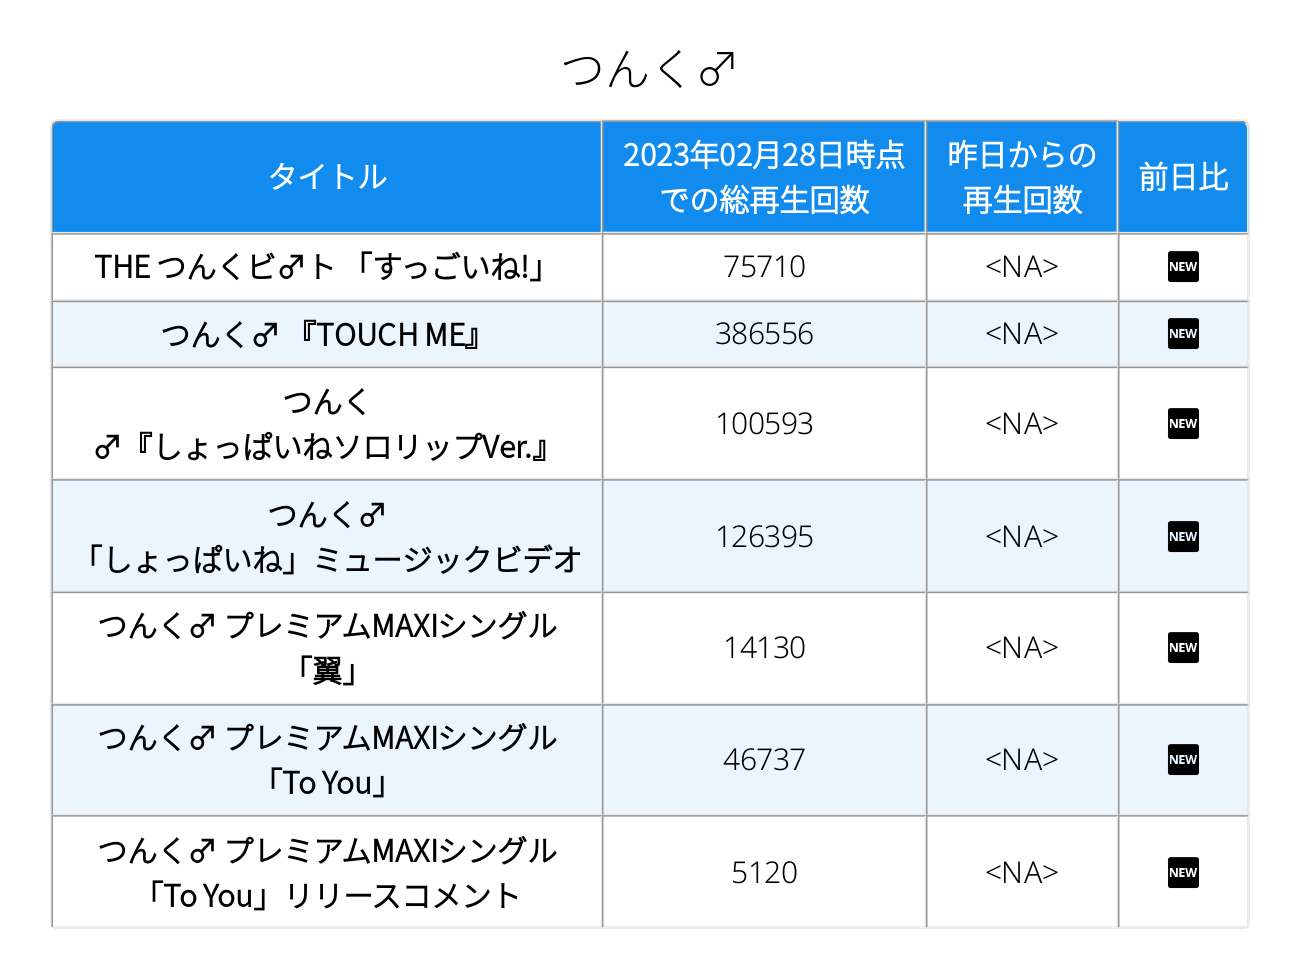 つんく♂
タイトル
2023年02月28日時点
での総再生回数
昨日からの
再生回数
前日比
THE つんくビ♂ト 「すっごいね!」
75710
<NA>
NEW
つんく♂ 『TOUCH ME』
386556
<NA>
NEW
つんく
♂『しょっぱいねソロリップVer.』
100593
<NA>
NEW
つんく♂
「しょっぱいね」ミュージックビデオ
126395
<NA>
NEW
つんく♂ プレミアムMAXIシングル
「翼」
14130
<NA>
NEW
つんく♂ プレミアムMAXIシングル
「To You」
46737
<NA>
NEW
つんく♂ プレミアムMAXIシングル
「To You」リリースコメント
5120
<NA>
NEW